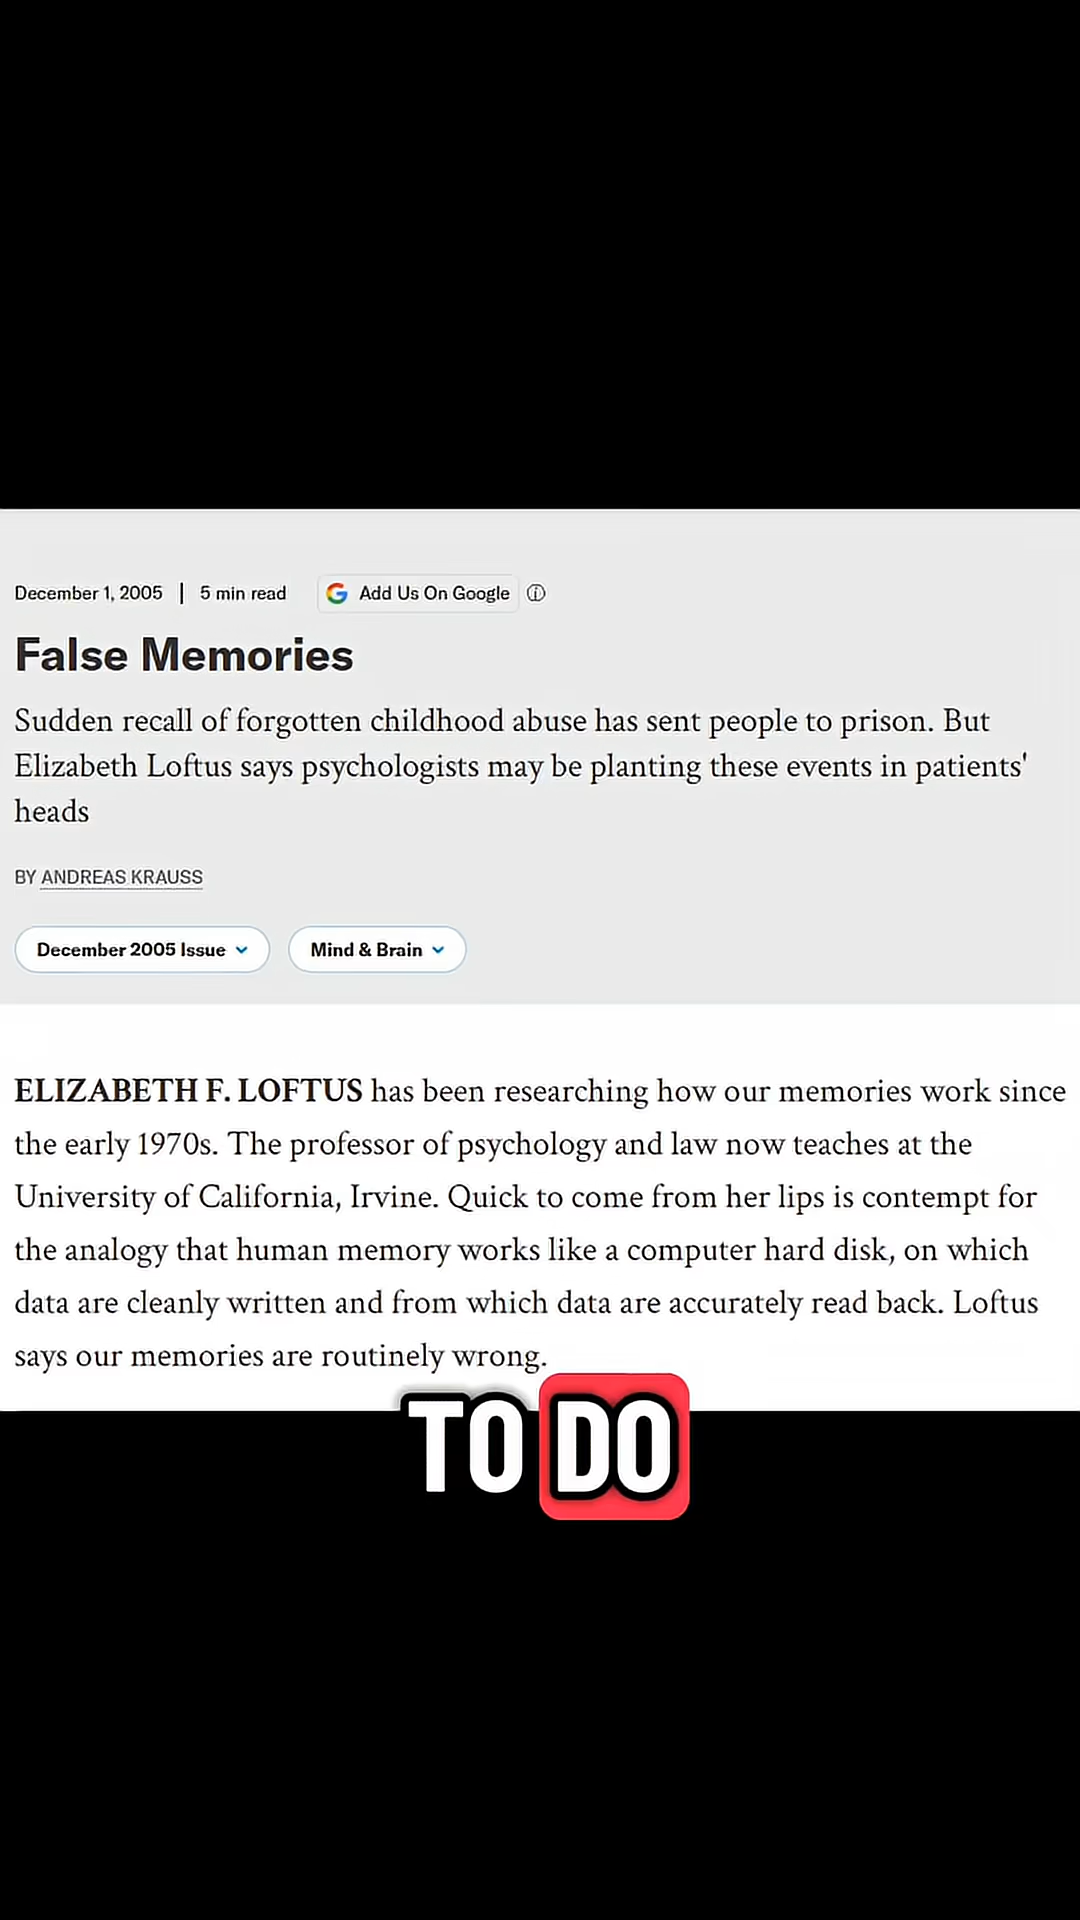 December 1, 2005 | 5 min read Add Us On Google
False Memories
Sudden recall of forgotten childhood abuse has sent people to prison. But
Elizabeth Loftus says psychologists may be planting these events in patients'
heads
BY ANDREAS KRAUSS
December 2005 Issue Mind & Brain
ELIZABETH F. LOFTUS has been researching how our memories work since
the early 1970s. The professor of psychology and law now teaches at the
University of California, Irvine. Quick to come from her lips is contempt for
the analogy that human memory works like a computer hard disk, on which
data are cleanly written and from which data are accurately read back. Loftus
says our memories are routinely wrong.
TO DO